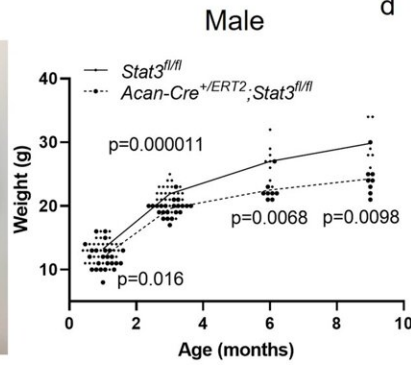 d
Male
Stat3fl/fl
Acan-Cre+/ERT2;Stat3fl/fl
40
30
20
10
Weight (g)
p=0.000011
p=0.0068
p=0.0098
p=0.016
0
2
4
6
8
10
Age (months)